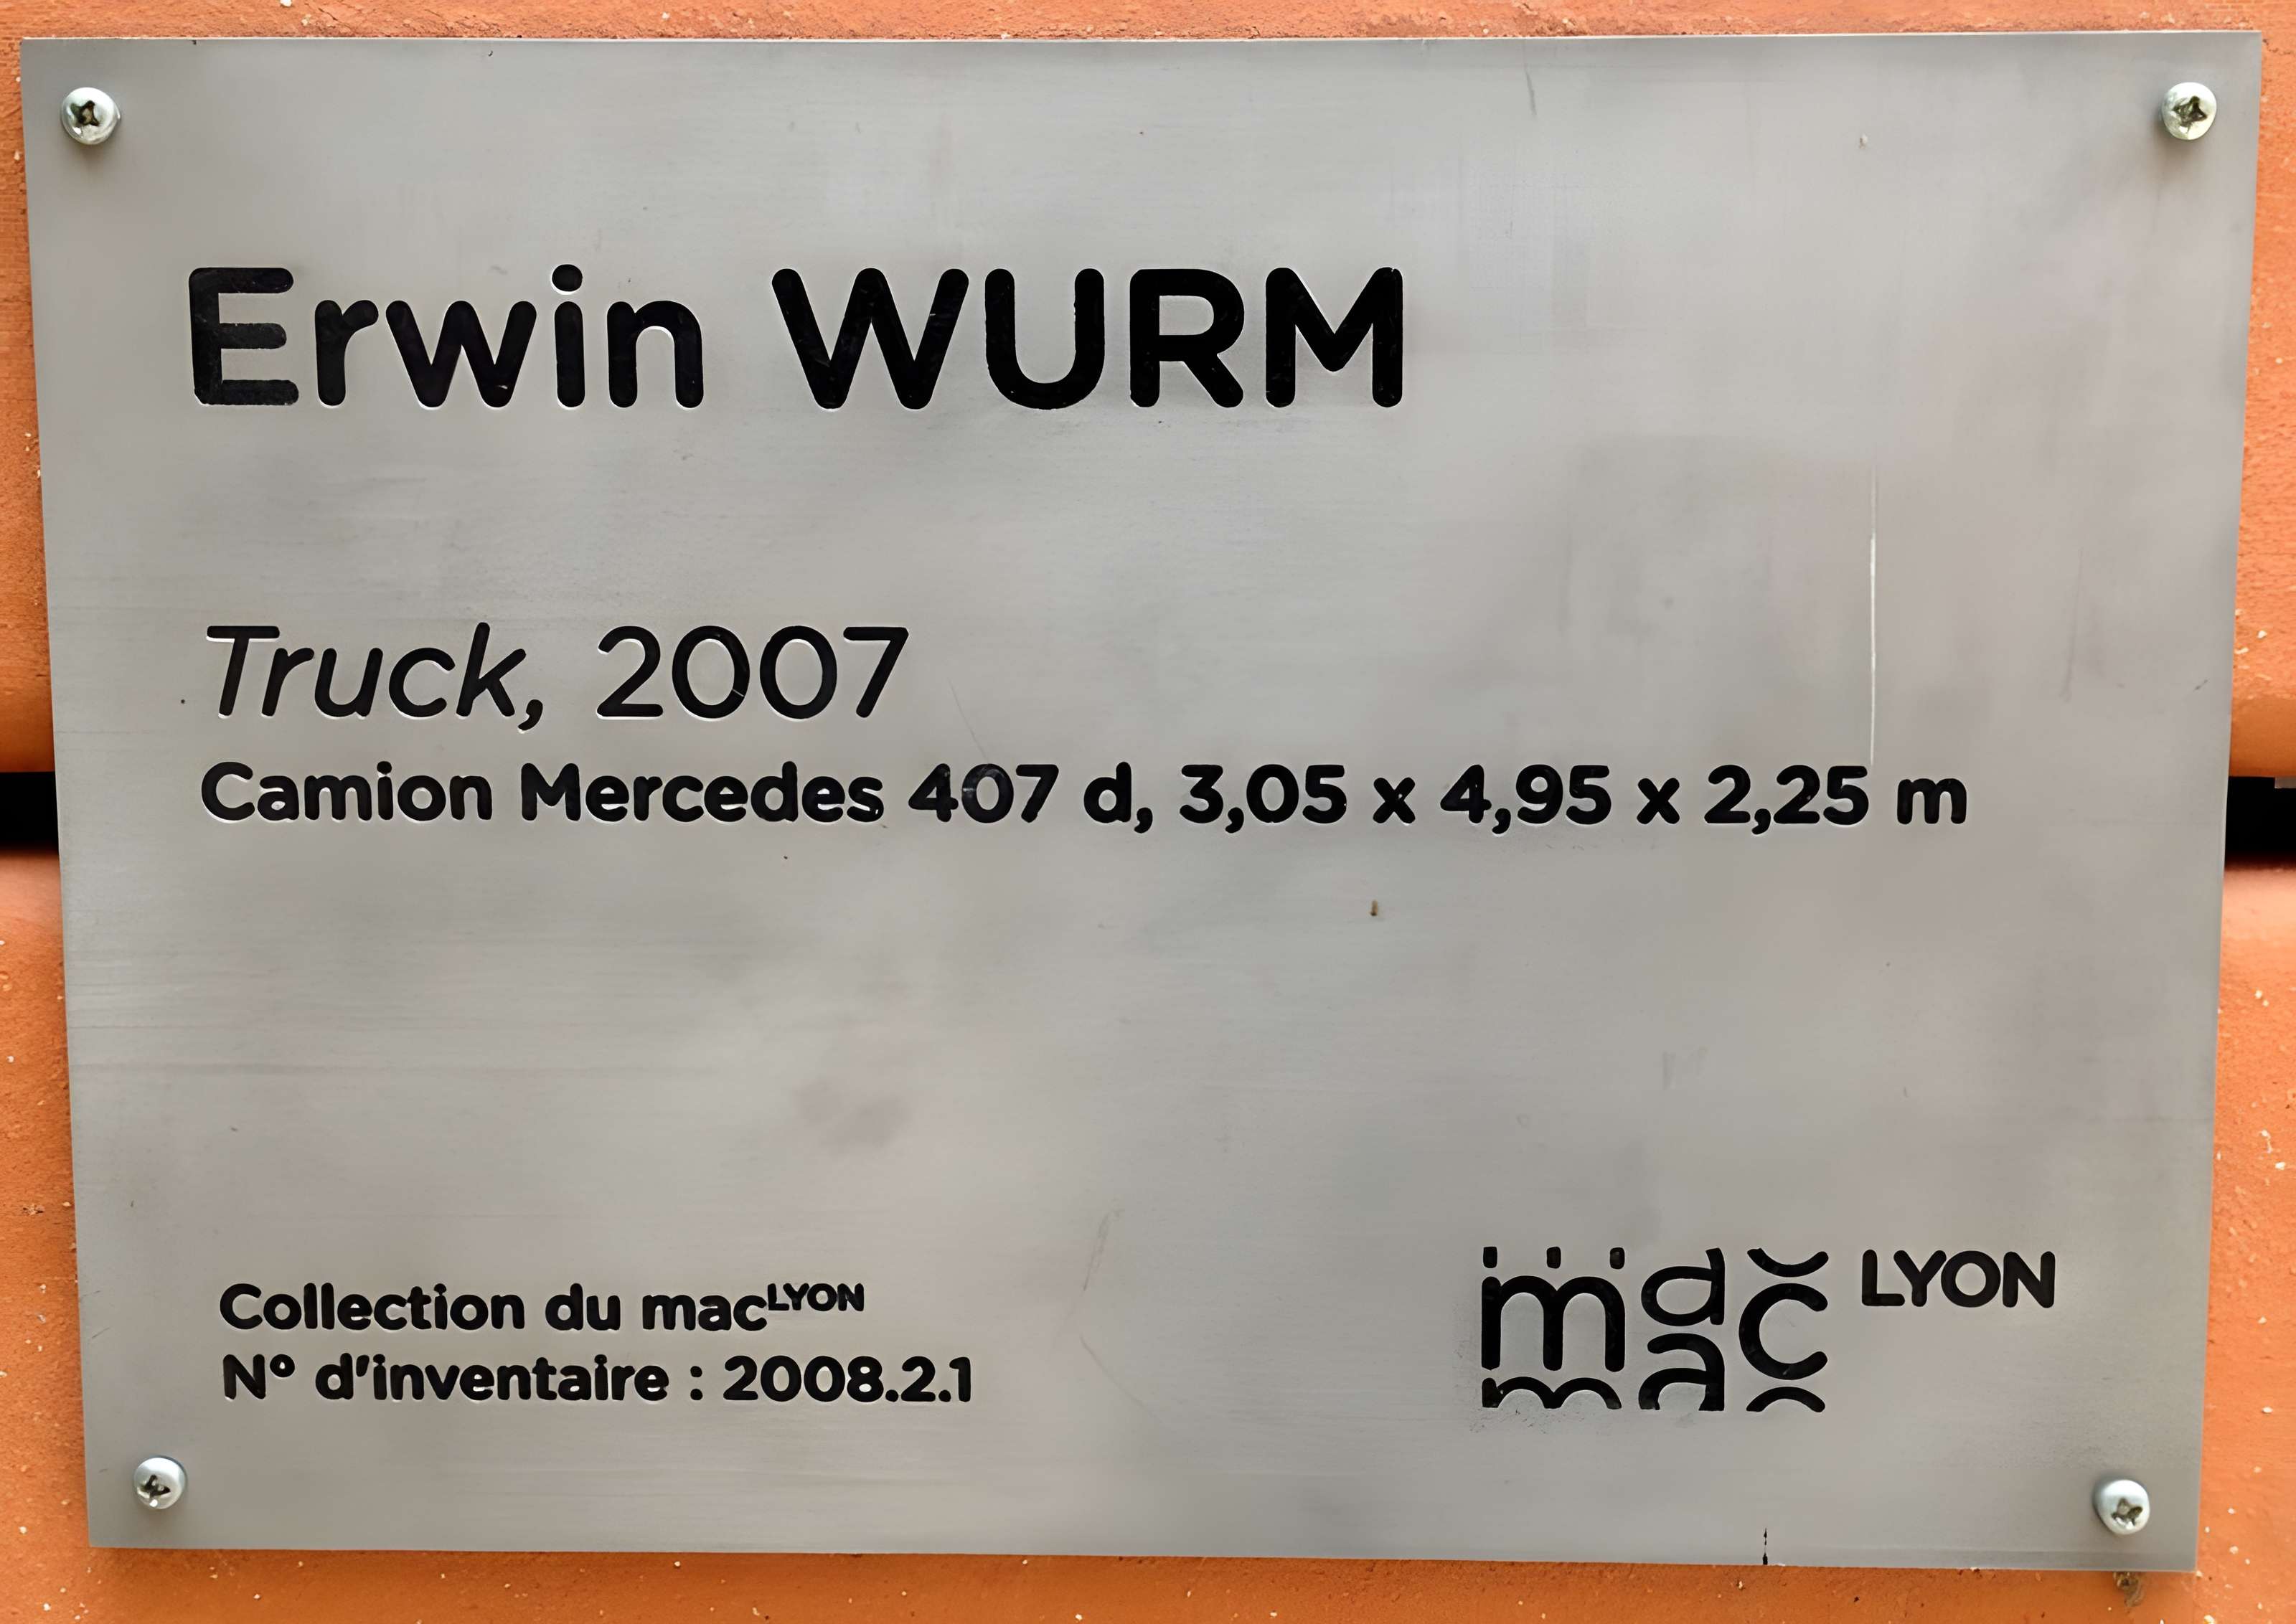 Erwin WURM
Truck, 2007
Camion Mercedes 407 d, 3,05 x 4,95 x 2,25 m
Collection du macLYON
N° d'inventaire : 2008.2.1
mac LYON